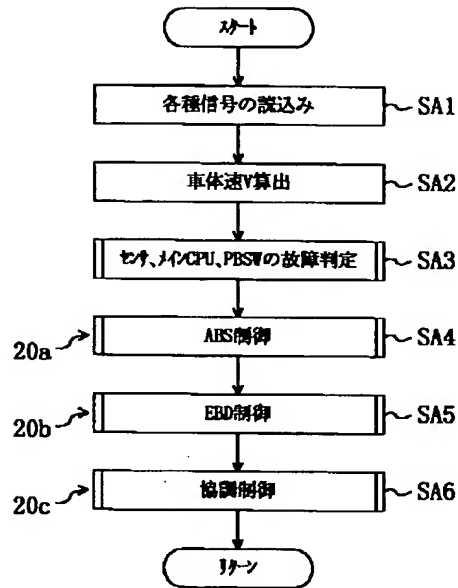 スタート
各種信号の読込み SA1
車体速V算出 SA2
センサ、メインCPU、PBSWの故障判定 SA3
20a ABS制御 SA4
20b EBD制御 SA5
20c 協調制御 SA6
リターン